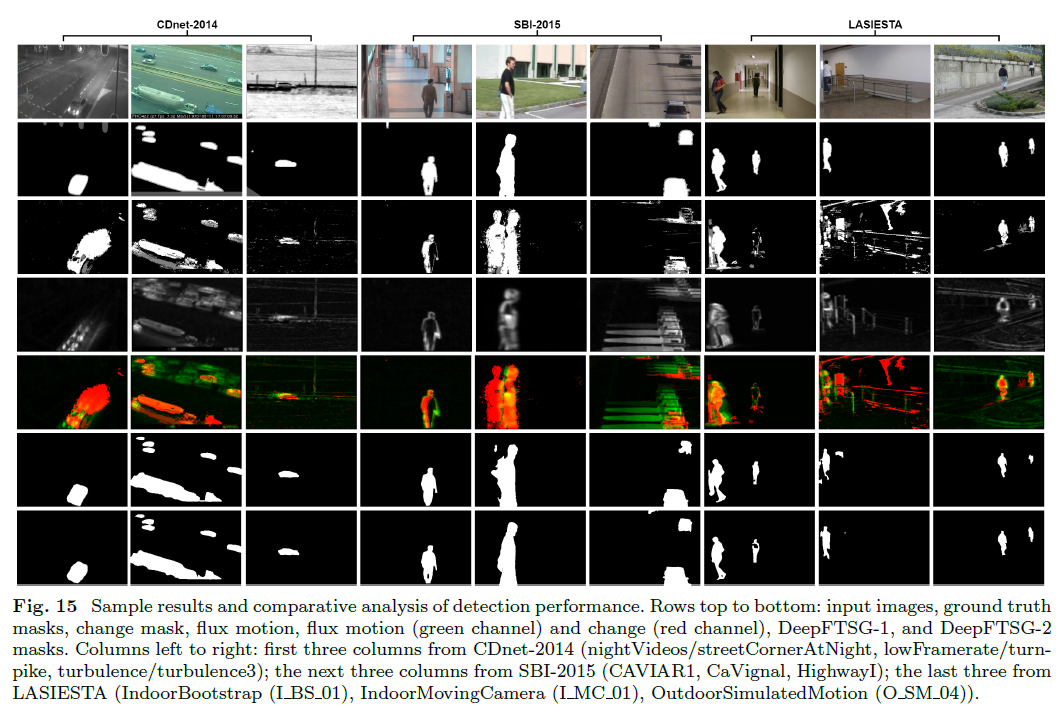 CDnet-2014
SBI-2015
LASIESTA
Fig. 15 Sample results and comparative analysis of detection performance. Rows top to bottom: input images, ground truth
masks, change mask, flux motion, flux motion (green channel) and change (red channel), DeepFTSG-1, and DeepFTSG-2
masks. Columns left to right: first three columns from CDnet-2014 (nightVideos/streetCornerAtNight, lowFramerate/turn-
pike, turbulence/turbulence3); the next three columns from SBI-2015 (CAVIAR1, CaVignal, HighwayI); the last three from
LASIESTA (IndoorBootstrap (I_BS_01), IndoorMovingCamera (I_MC_01), OutdoorSimulatedMotion (O_SM_04)).